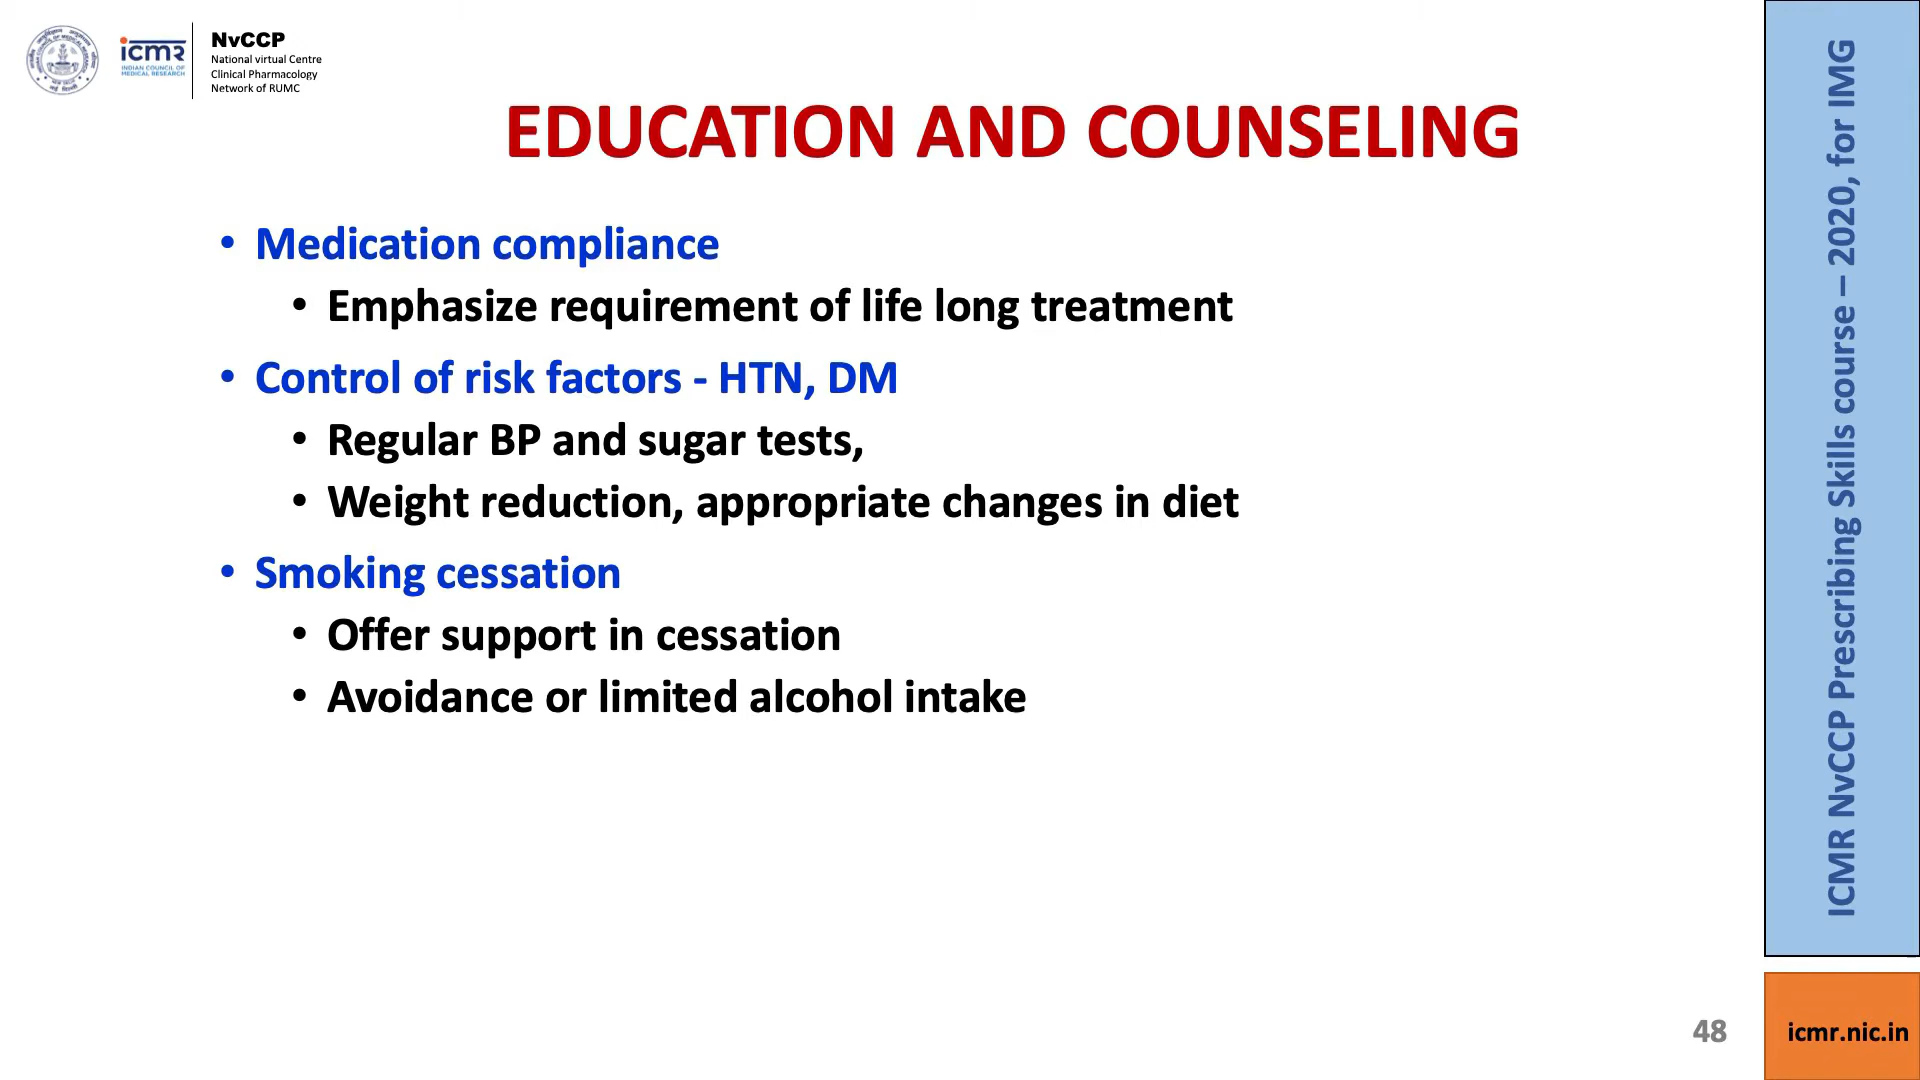 icmr
INDIAN COUNCIL OF
MEDICAL RESEARCH
NvCCP
National virtual Centre
Clinical Pharmacology
Network of RUMC
EDUCATION AND COUNSELING
• Medication compliance
• Emphasize requirement of life long treatment
• Control of risk factors - HTN, DM
• Regular BP and sugar tests,
• Weight reduction, appropriate changes in diet
• Smoking cessation
• Offer support in cessation
• Avoidance or limited alcohol intake
ICMR NvCCP Prescribing Skills course – 2020, for IMG
48
icmr.nic.in